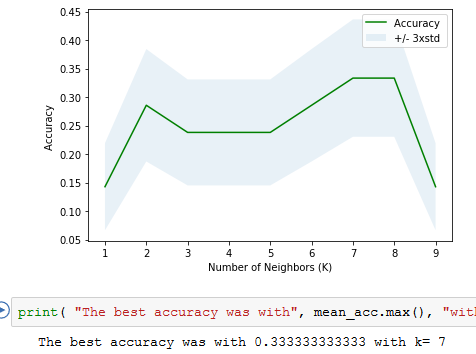 0.45
0.40
0.35
0.30
0.25
0.20
0.15
0.10
0.05
Accuracy
Accuracy
+/- 3xstd
1 2 3 4 5 6 7 8 9
Number of Neighbors (K)
print( "The best accuracy was with", mean_acc.max(), "wit
The best accuracy was with 0.333333333333 with k= 7